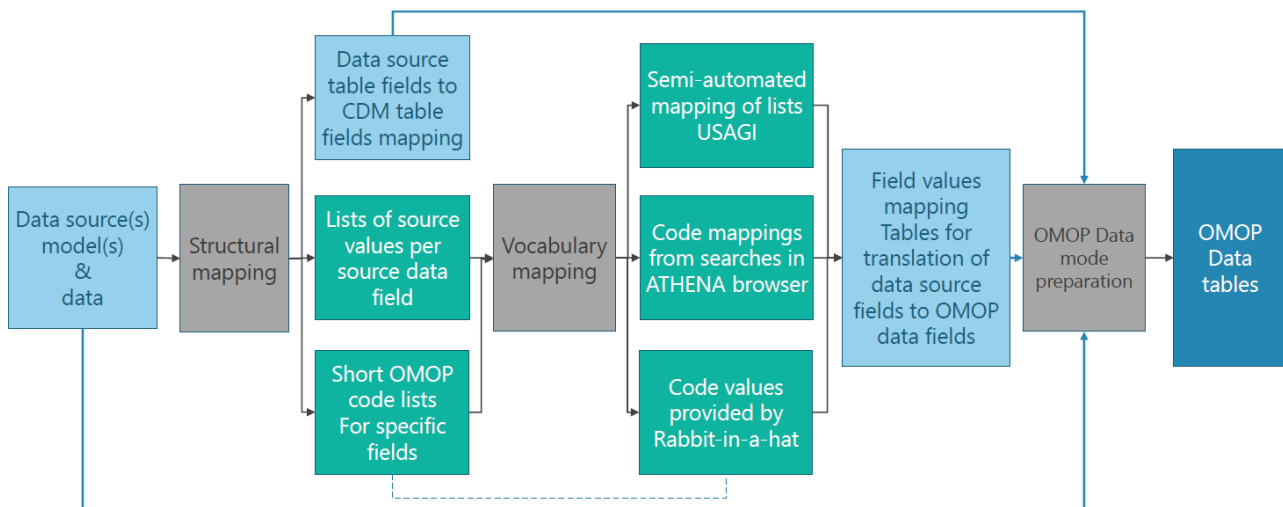 Data source(s)
model(s)
&
data
Structural
mapping
Data source
table fields to
CDM table
fields mapping
Lists of source
values per
source data
field
Short OMOP
code lists
For specific
fields
Vocabulary
mapping
Semi-automated
mapping of lists
USAGI
Code mappings
from searches in
ATHENA browser
Code values
provided by
Rabbit-in-a-hat
Field values
mapping
Tables for
translation of
data source
fields to OMOP
data fields
OMOP Data
mode
preparation
OMOP
Data
tables